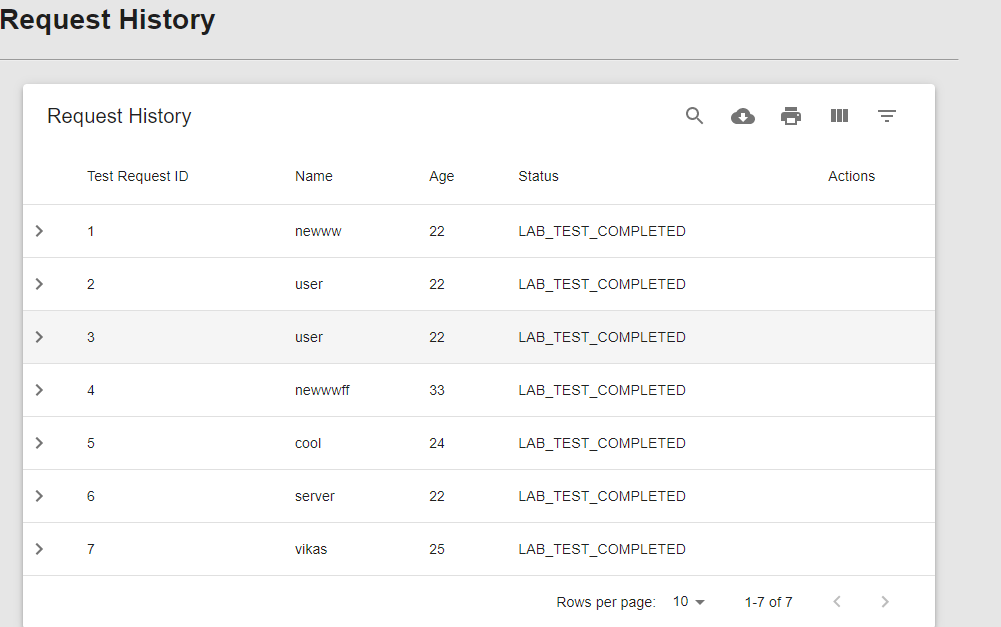 Request History
Request History
Test Request ID Name Age Status Actions
1 newww 22 LAB_TEST_COMPLETED
2 user 22 LAB_TEST_COMPLETED
3 user 22 LAB_TEST_COMPLETED
4 newwwff 33 LAB_TEST_COMPLETED
5 cool 24 LAB_TEST_COMPLETED
6 server 22 LAB_TEST_COMPLETED
7 vikas 25 LAB_TEST_COMPLETED
Rows per page: 10 1-7 of 7